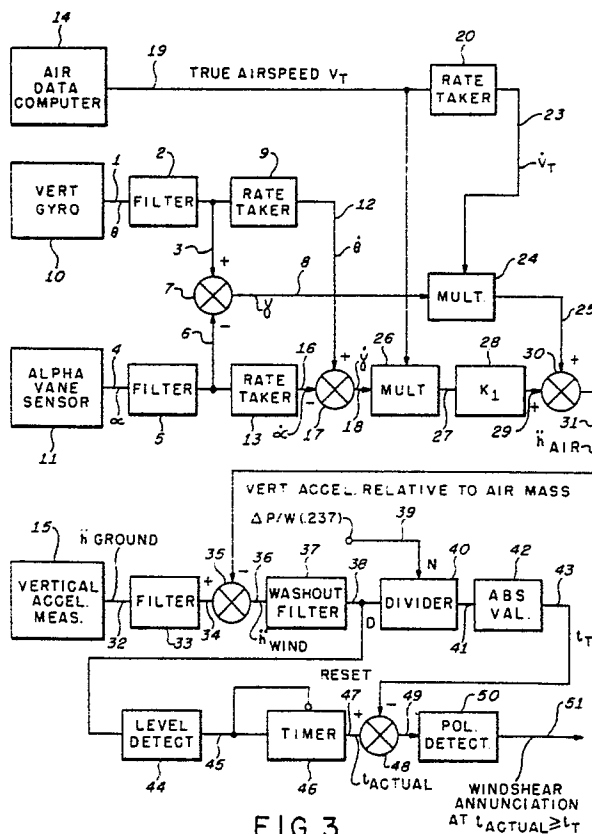 14
AIR
DATA
COMPUTER
19
TRUE AIRSPEED V_T
20
RATE
TAKER
23
V̇_T
VERT
GYRO
10
1
θ
2
FILTER
9
RATE
TAKER
12
θ̇
3
+
7
8
γ
MULT.
24
25
6
−
ALPHA
VANE
SENSOR
11
4
α
FILTER
5
RATE
TAKER
13
16
α̇
+
−
17
γ̇
18
26
MULT
27
28
K₁
+
29
30
+
31
ḧ AIR
VERT ACCEL. RELATIVE TO AIR MASS
15
VERTICAL
ACCEL.
MEAS.
ḧ GROUND
32
FILTER
33
+
34
35
−
36
ḧ WIND
37
WASHOUT
FILTER
38
D
ΔP/W (.237)
39
N
40
DIVIDER
41
42
ABS
VAL.
43
t_T
LEVEL
DETECT
44
45
RESET
TIMER
46
47
+
t ACTUAL
−
48
49
50
POL.
DETECT.
51
WINDSHEAR
ANNUNCIATION
AT t ACTUAL ≥ t_T
FIG. 3